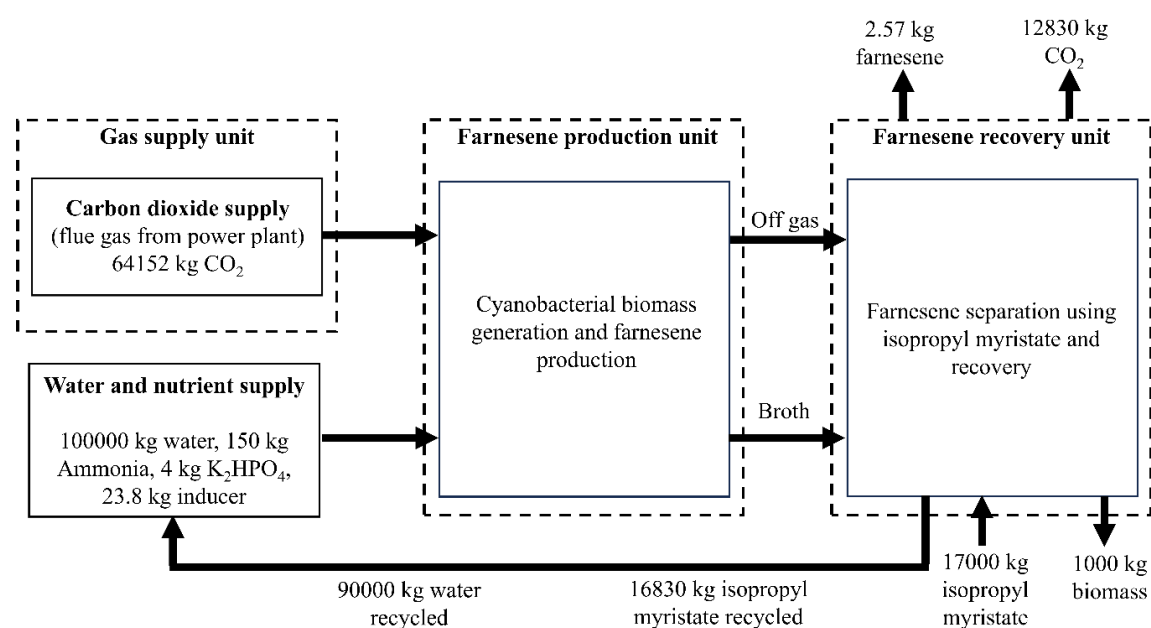 2.57 kg
farnesene
12830 kg
CO₂
Gas supply unit
Carbon dioxide supply
(flue gas from power plant)
64152 kg CO₂
Farnesene production unit
Cyanobacterial biomass
generation and farnesene
production
Off gas
Broth
Farnesene recovery unit
Farnesene separation using
isopropyl myristate and
recovery
Water and nutrient supply
100000 kg water, 150 kg
Ammonia, 4 kg K₂HPO₄,
23.8 kg inducer
90000 kg water
recycled
16830 kg isopropyl
myristate recycled
17000 kg
isopropyl
myristate
1000 kg
biomass